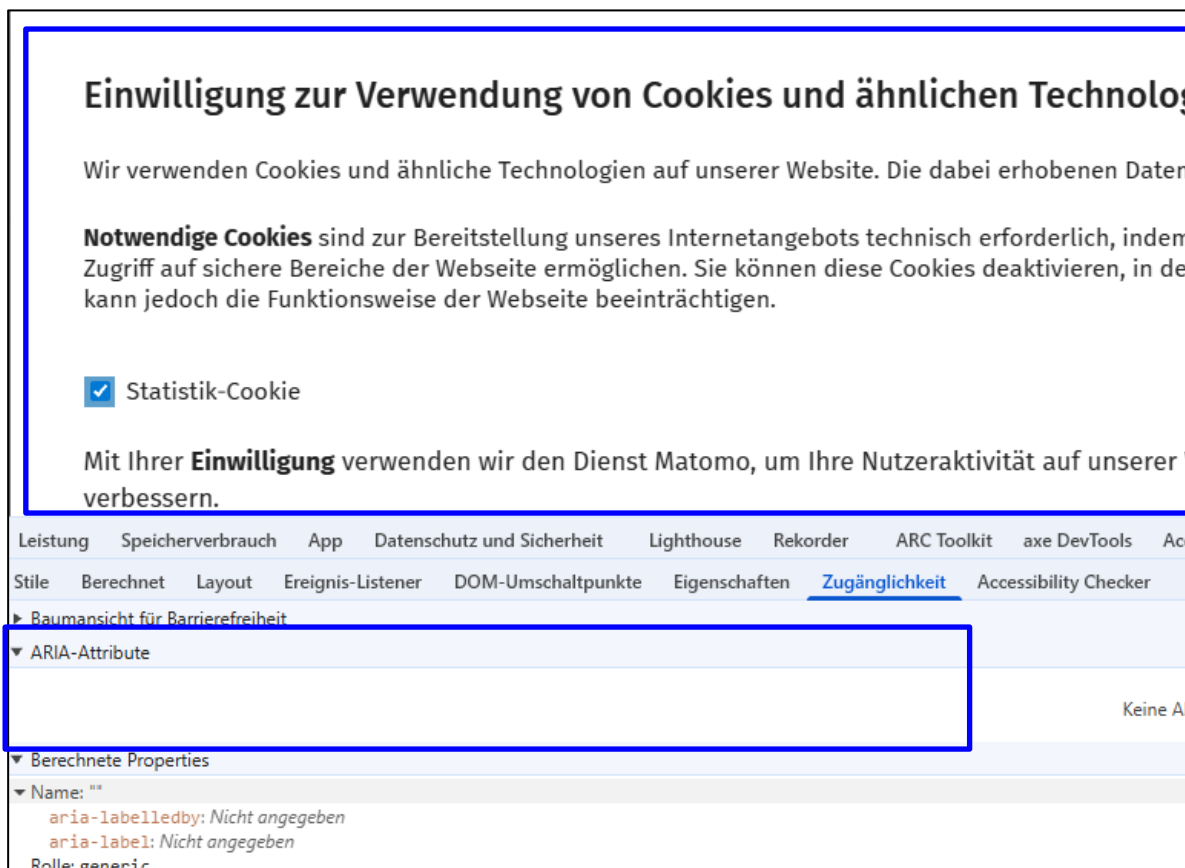 Einwilligung zur Verwendung von Cookies und ähnlichen
Wir verwenden Cookies und ähnliche Technologien auf unserer Website. Die dabei erhobenen Daten
Notwendige Cookies sind zur Bereitstellung unseres Internetangebots technisch erforderlich, indem
Zugriff auf sichere Bereiche der Webseite ermöglichen. Sie können diese Cookies deaktivieren, in
kann jedoch die Funktionsweise der Webseite beeinträchtigen.
Statistik-Cookie
Mit Ihrer Einwilligung verwenden wir den Dienst Matomo, um Ihre Nutzeraktivität auf unserer
verbessern.
Leistung Speicherverbrauch App Datenschutz und Sicherheit Lighthouse Rekorder ARC Toolkit axe DevTools
Stile Berechnet Layout Ereignis-Listener DOM-Umschaltpunkte Eigenschaften Zugänglichkeit Accessibility Checker
Baumansicht für Barrierefreiheit
ARIA-Attribute
Keine
Berechnete Properties
Name: ""
aria-labelledby: Nicht angegeben
aria-label: Nicht angegeben
Rolle: generic